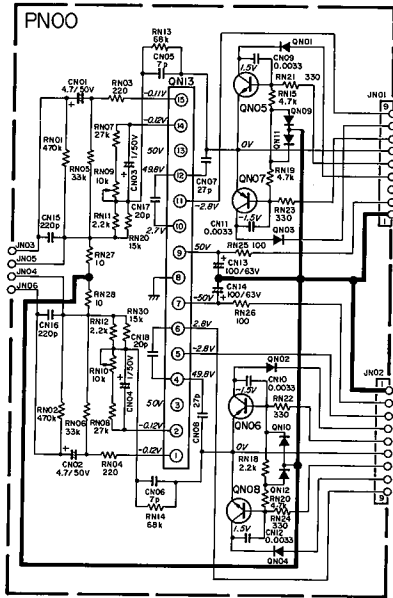 PN00
RN13
68k
CN05
7p
QN13
CN01
4.7/50V
RN03
220
-0.11V
15
-0.12V
14
RN07
27k
1/50V
CN03
50V
13
RN01
470k
RN05
33k
RN09
10k
49.8V
12
CN07
27p
11
-2.8V
CN17
20p
RN11
2.2k
2.7V
10
CN15
220p
RN20
15k
1.5V
CN09
0.0033
QN01
RN21
330
RN15
4.7k
QN09
QN05
QN11
0V
QN07
RN19
4.7k
-1.5V
CN11
0.0033
RN23
330
QN03
JN01
9
1
JN03
JN05
JN04
JN06
RN27
10
RN28
10
50V
9
RN25 100
CN13
100/63V
8
CN14
100/63V
-50V
7
RN26
100
CN16
220p
RN12
2.2k
RN30
15k
CN18
20p
2.8V
6
-2.8V
5
RN10
10k
1/50V
CN04
49.8V
4
27p
CN08
50V
3
RN02
470k
RN06
33k
RN08
27k
-0.12V
2
-0.12V
1
CN02
4.7/50V
RN04
220
CN06
7p
RN14
68k
QN02
CN10
0.0033
-1.5V
RN22
330
QN06
QN10
0V
RN18
2.2k
QN08
QN12
RN20
4.7k
RN24
330
1.5V
CN12
0.0033
QN04
JN02
1
9